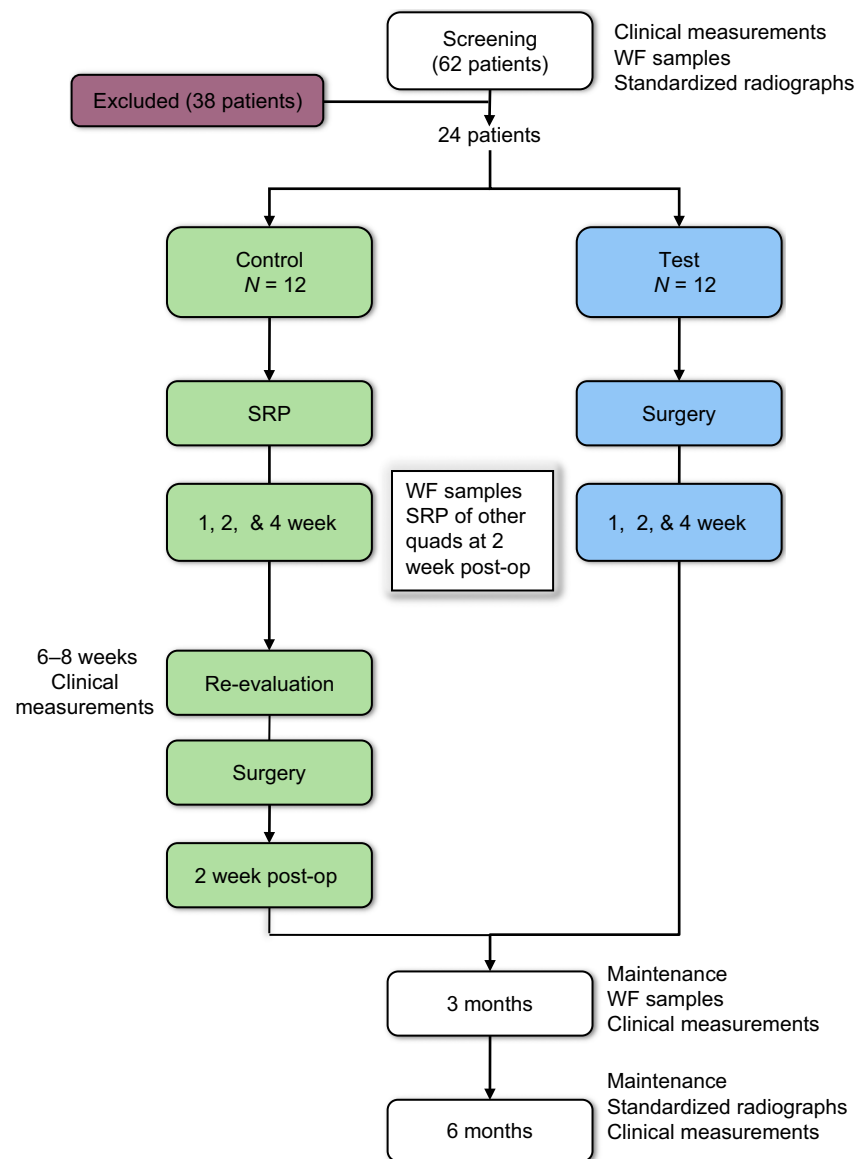 Screening
(62 patients)
Clinical measurements
WF samples
Standardized radiographs
Excluded (38 patients)
24 patients
Control
N = 12
Test
N = 12
SRP
Surgery
1, 2, & 4 week
WF samples
SRP of other
quads at 2
week post-op
1, 2, & 4 week
6–8 weeks
Clinical
measurements
Re-evaluation
Surgery
2 week post-op
3 months
Maintenance
WF samples
Clinical measurements
6 months
Maintenance
Standardized radiographs
Clinical measurements